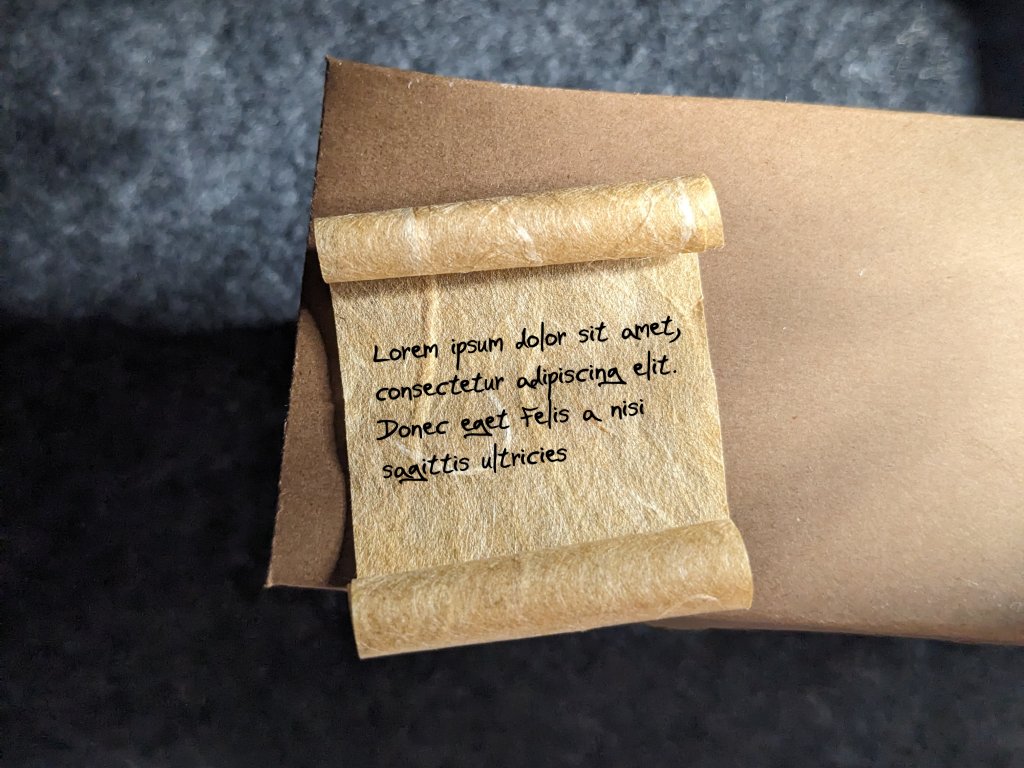 Lorem ipsum dolor sit amet,
consectetur adipiscing elit.
Donec eget Felis a nisi
sagittis ultricies